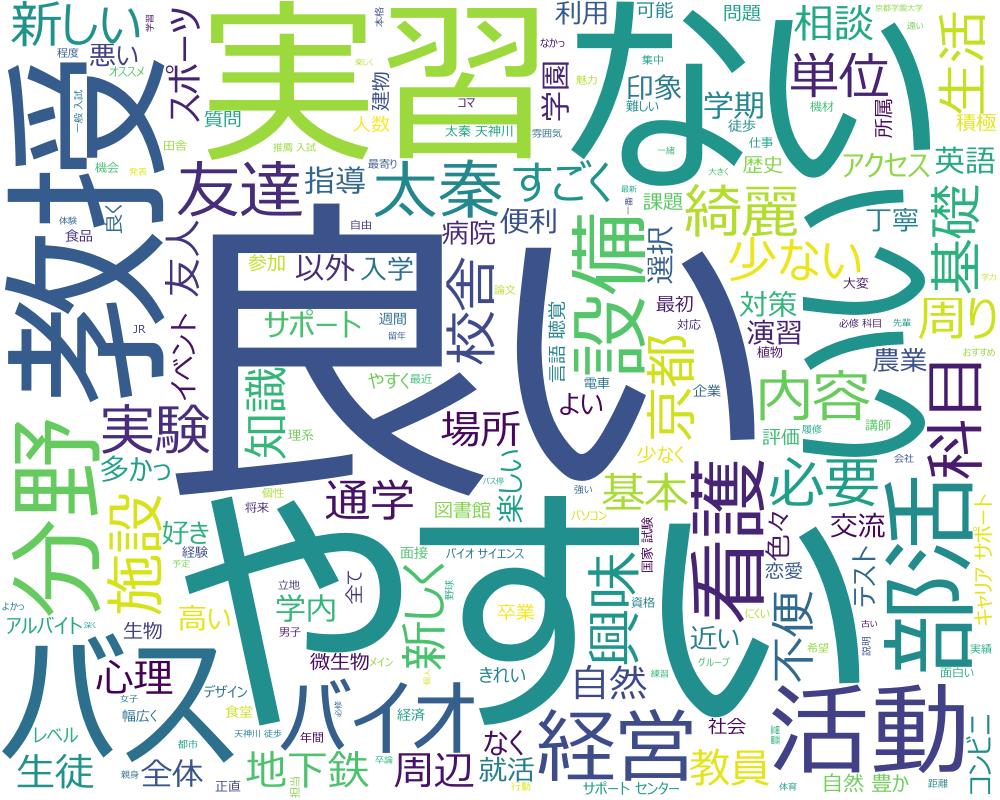 新しい
悪い
程度
学習
オススメ
スポーツ
実習
本格
なかっ
楽しく
ない
利用
可能
問題
相談
京都学園大学
遠い
生活
教授
一般 入試
建物
質問
人数
コマ
学園
集中
魅力
印象
難しい
学期
徒歩
単位
所属
積極
田舎
推薦 入試
太秦 天神川
雰囲気
一緒
仕事
歴史
アクセス
英語
機会
発表
友達
指導
最寄り
太秦
すごく
課題
最新
大きく
体験
良く
食品
自由
病院
便利
綺麗
丁寧
基礎
学力
友人
参加
以外
入学
論文
設備
選択
少ない
大変
JR
イベント
サポート
週間
留年
校舎
言語 聴覚
最初
対応
対策
演習
植物
必修 科目
先輩
周り
おすすめ
良い
いい
農業
実験
知識
やすく
最近
電車
よい
企業
京都
内容
科目
分野
多かっ
理系
場所
少なく
評価
履修
講師
会社
施設
好き
個性
将来
通学
図書館
バス停
楽しい
強い
基本
パソコン
国家 試験
看護
必要
色々
交流
部活
経験
予定
面接
バイオ サイエンス
興味
恋愛
テスト
キャリア サポート
よかっ
深く
アルバイト
生物
高い
立地
学内
全て
新しく
野球
卒業
資格
近い
にくい
不便
希望
古い
説明
実績
面白い
男子
やすい
バス
心理
微生物
メイン
きれい
グループ
練習
自然
デザイン
幅広く
女子
食堂
バイオ
必修
経済
個人
社会
活動
レベル
都市
天神川 徒歩
年間
なく
経営
コンビニ
生徒
親身
全体
正直
地下鉄
卒論
周辺
行動
就活
サポート センター
教員
体育
自然 豊か
距離